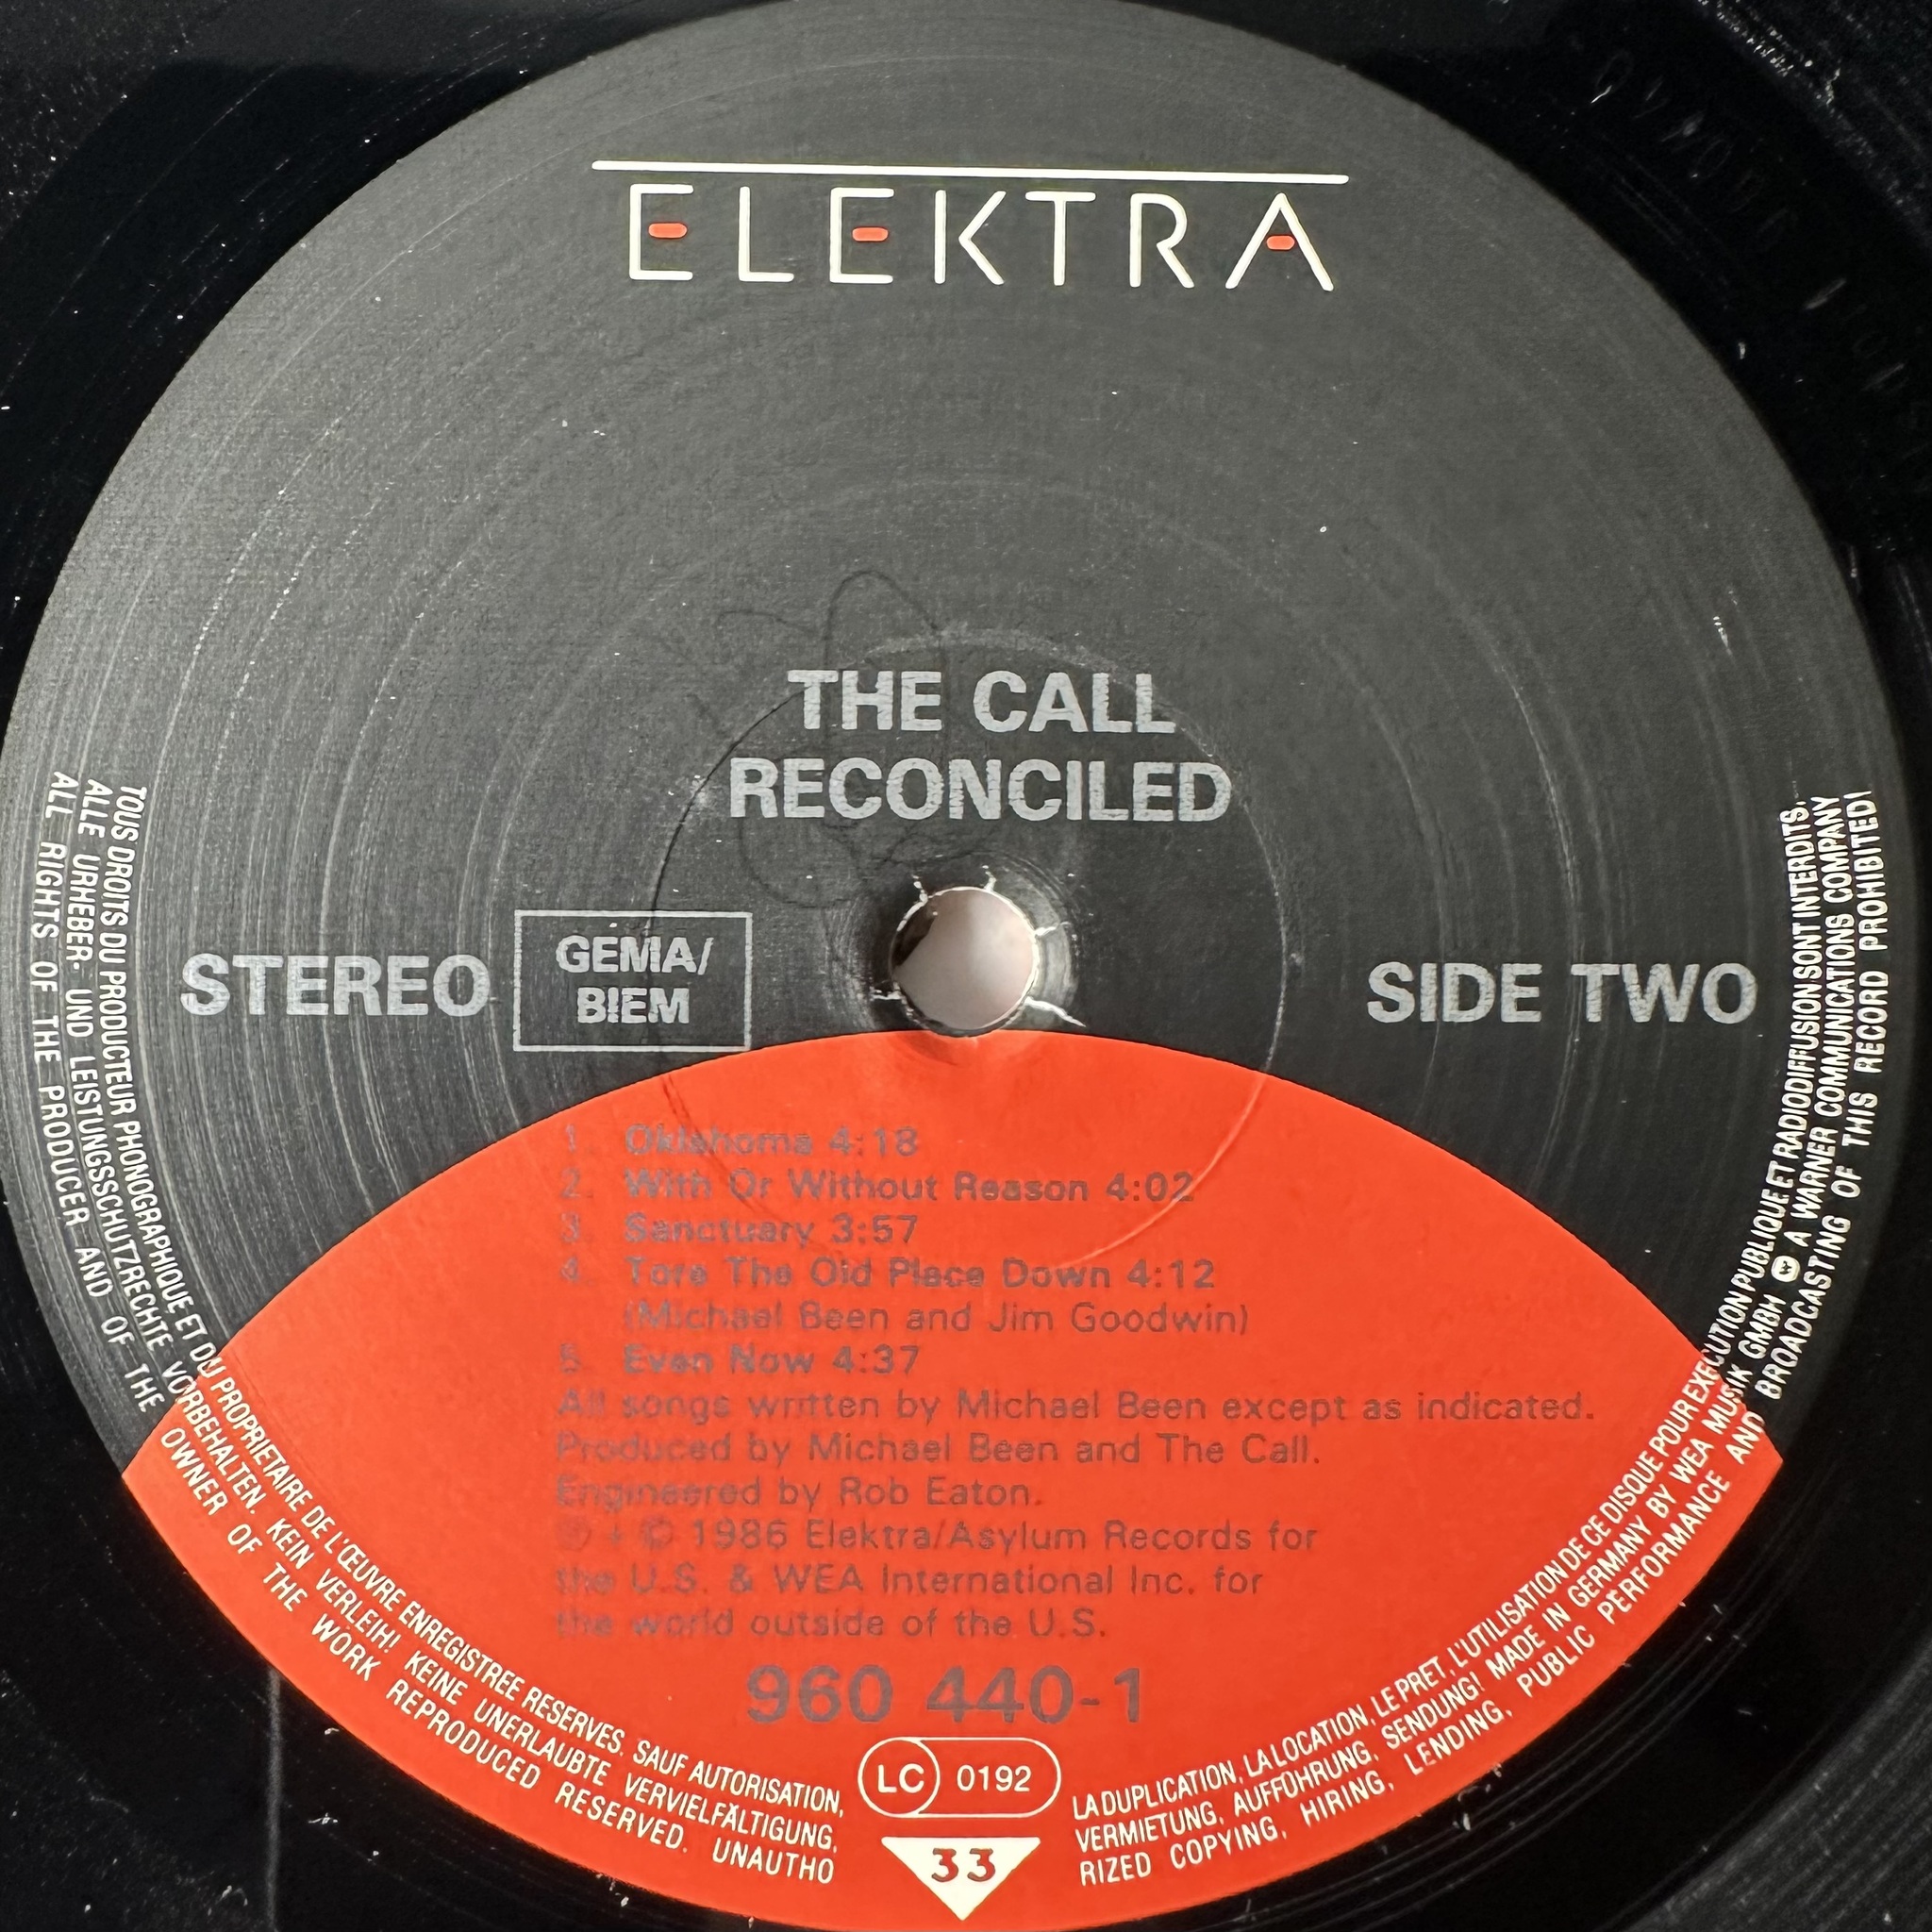 ELEKTRA
THE CALL
RECONCILED
STEREO
GEMA/
BIEM
SIDE TWO
1. Oklahoma 4:18
2. With Or Without Reason 4:02
3. Sanctuary 3:57
4. Tore The Old Place Down 4:12
(Michael Been and Jim Goodwin)
5. Even Now 4:37
All songs written by Michael Been except as indicated.
Produced by Michael Been and The Call.
Engineered by Rob Eaton.
℗ + © 1986 Elektra/Asylum Records for
the U.S. & WEA International Inc. for
the world outside of the U.S.
960 440-1
LC 0192
33
TOUS DROITS DU PRODUCTEUR PHONOGRAPHIQUE ET DU PROPRIETAIRE DE L'ŒUVRE ENREGISTREE RESERVES. SAUF AUTORISATION, LA DUPLICATION, LA LOCATION, LE PRET, L'UTILISATION DE CE DISQUE POUR EXECUTION PUBLIQUE ET RADIODIFFUSION SONT INTERDITS.
ALLE URHEBER- UND LEISTUNGSSCHUTZRECHTE VORBEHALTEN. KEIN VERLEIH! KEINE UNERLAUBTE VERVIELFÄLTIGUNG, VERMIETUNG, AUFFÜHRUNG, SENDUNG! MADE IN GERMANY BY WEA MUSIK GMBH A WARNER COMMUNICATIONS COMPANY
ALL RIGHTS OF THE PRODUCER AND OF THE OWNER OF THE WORK REPRODUCED RESERVED. UNAUTHORIZED COPYING, HIRING, LENDING, PUBLIC PERFORMANCE AND BROADCASTING OF THIS RECORD PROHIBITED!